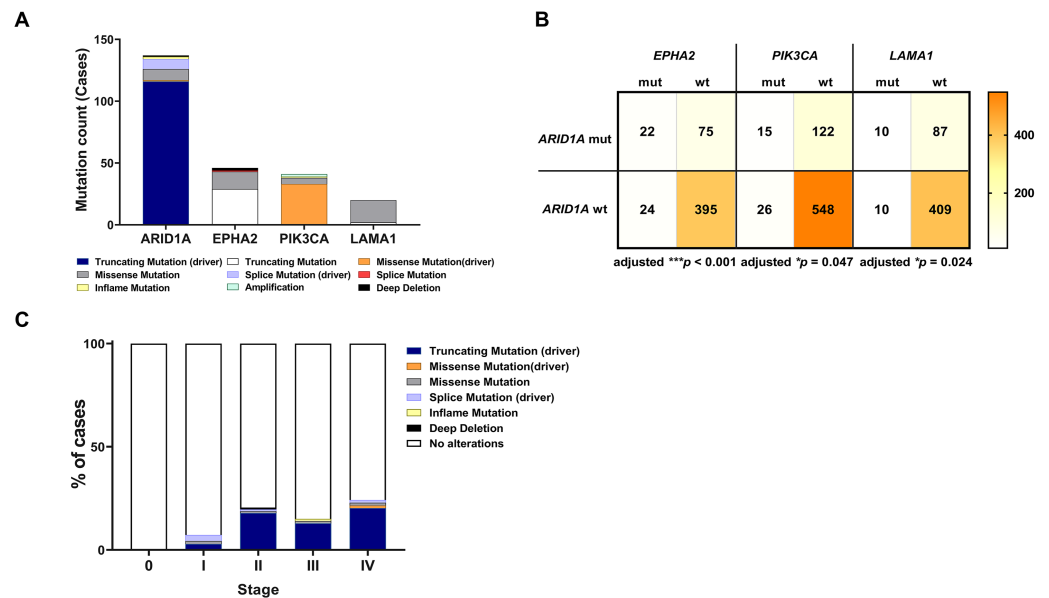 A
Mutation count (Cases)
150
100
50
0
ARID1A EPHA2 PIK3CA LAMA1
Truncating Mutation (driver) Truncating Mutation Missense Mutation(driver)
Missense Mutation Splice Mutation (driver) Splice Mutation
Inflame Mutation Amplification Deep Deletion
B
EPHA2 PIK3CA LAMA1
mut wt mut wt mut wt
ARID1A mut 22 75 15 122 10 87
ARID1A wt 24 395 26 548 10 409
400
200
adjusted ***p < 0.001 adjusted *p = 0.047 adjusted *p = 0.024
C
% of cases
100
50
0
0 I II III IV
Stage
Truncating Mutation (driver)
Missense Mutation(driver)
Missense Mutation
Splice Mutation (driver)
Inflame Mutation
Deep Deletion
No alterations